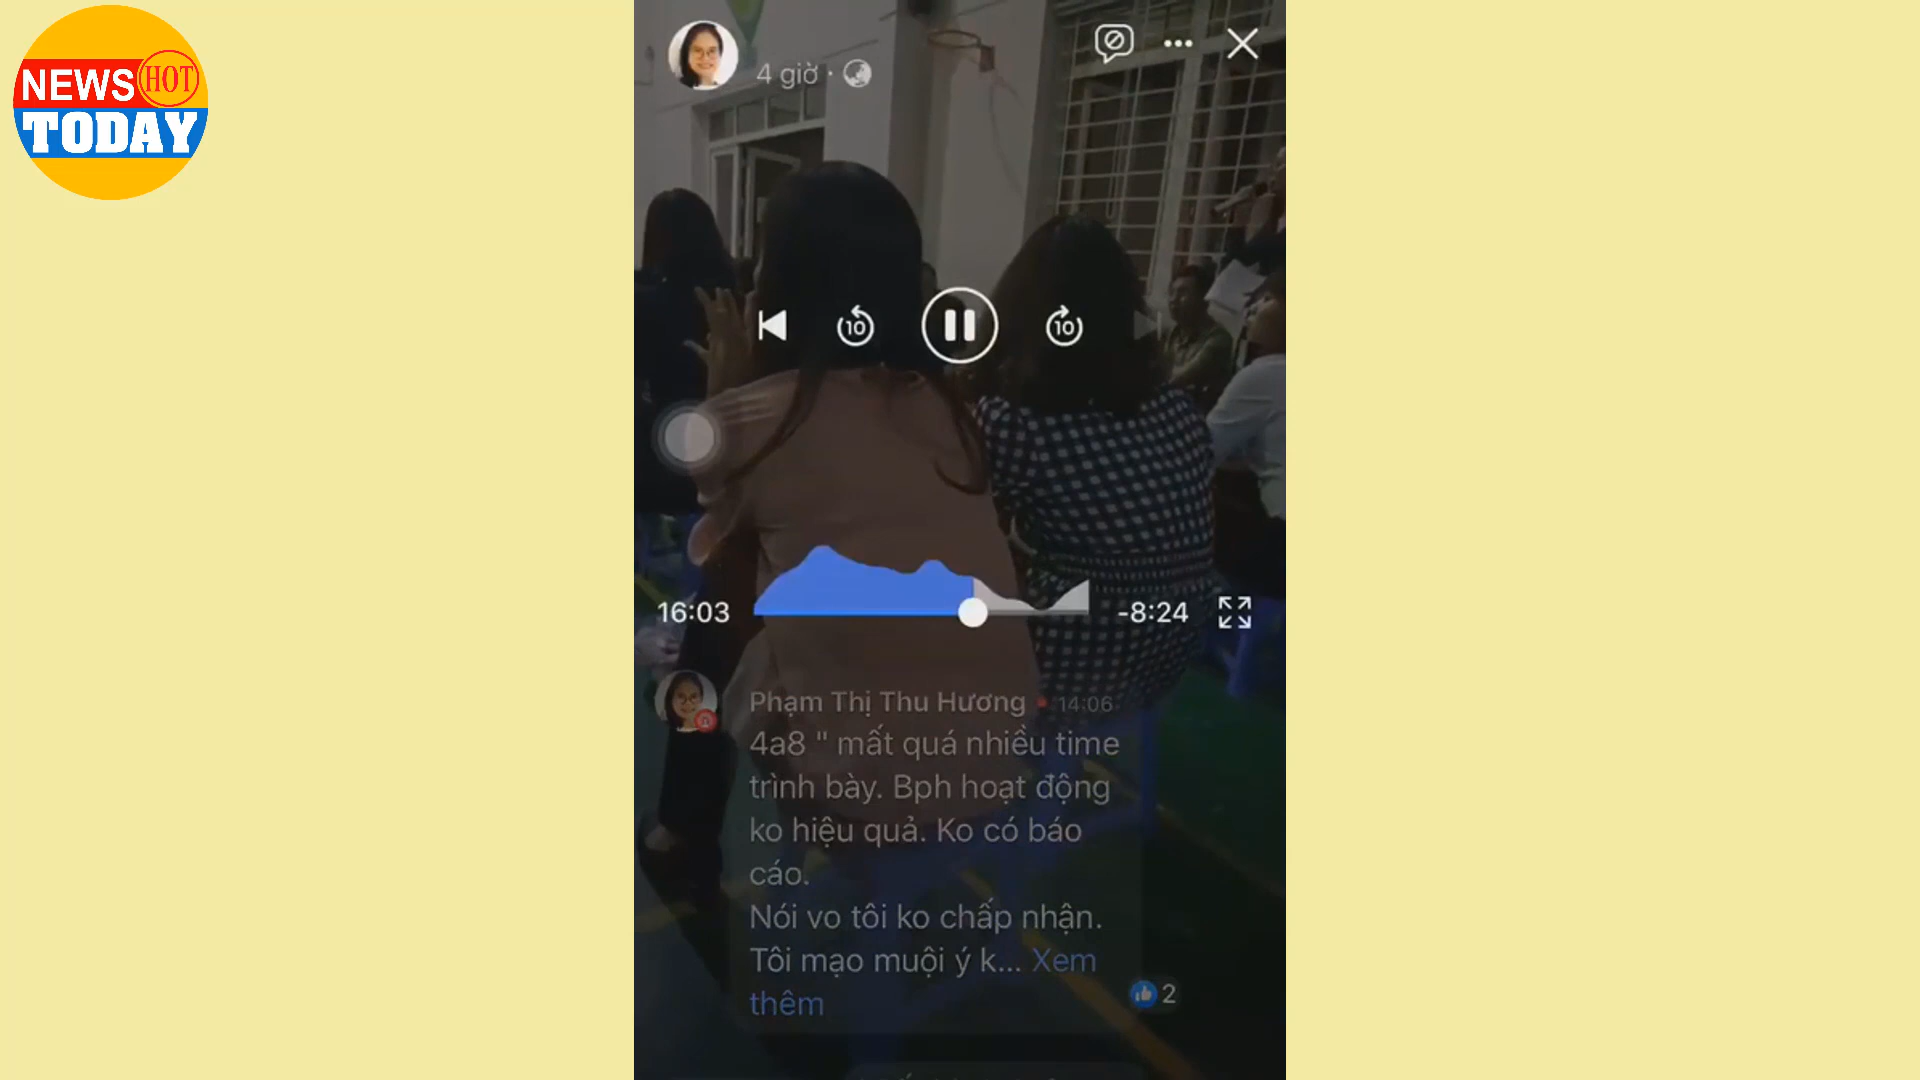 NEWS HOT
TODAY
4 giờ ·
10
10
16:03
-8:24
Phạm Thị Thu Hương • 14:06
4a8 " mất quá nhiều time
trình bày. Bph hoạt động
ko hiệu quả. Ko có báo
cáo.
Nói vo tôi ko chấp nhận.
Tôi mạo muội ý k... Xem
thêm
2